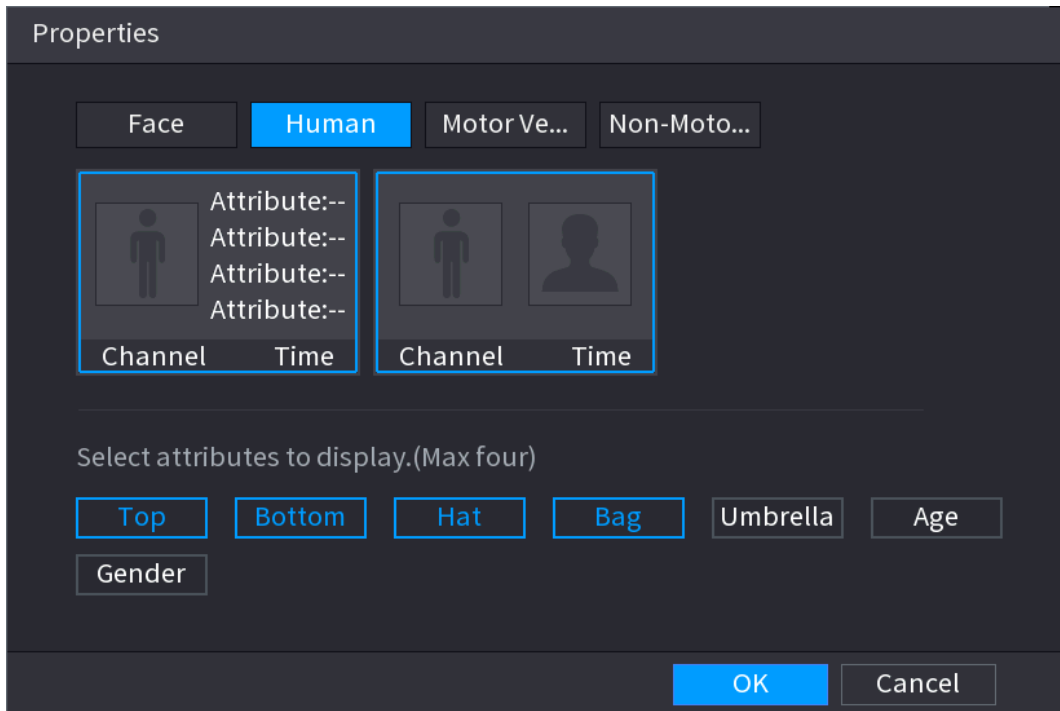 Properties
Face Human Motor Ve... Non-Moto...
Attribute:--
Attribute:--
Attribute:--
Attribute:--
Channel Time Channel Time
Select attributes to display.(Max four)
Top Bottom Hat Bag Umbrella Age
Gender
OK Cancel